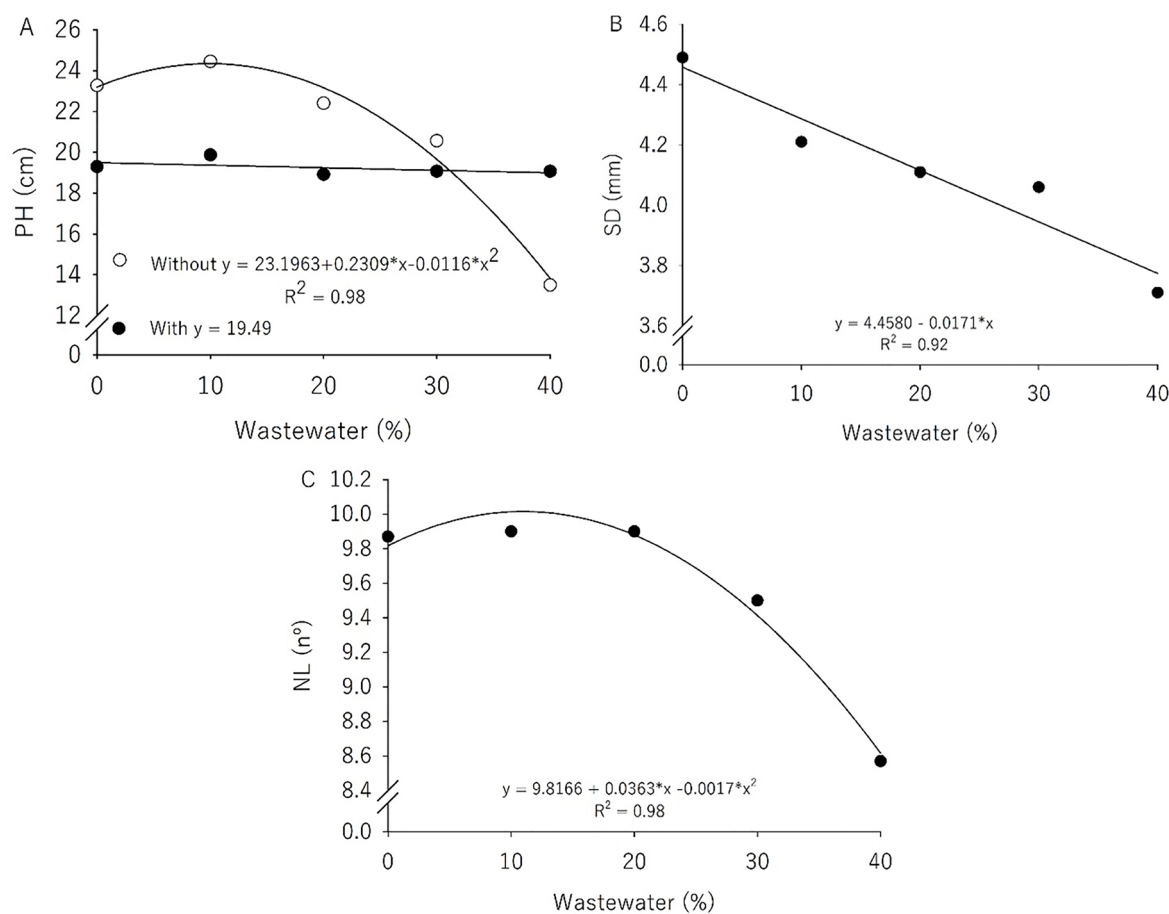 A
26
24
22
20
18
16
14
12
0
PH (cm)
Without y = 23.1963+0.2309*x-0.0116*x²
R² = 0.98
With y = 19.49
0 10 20 30 40
Wastewater (%)
B
4.6
4.4
4.2
4.0
3.8
3.6
0.0
SD (mm)
y = 4.4580 - 0.0171*x
R² = 0.92
0 10 20 30 40
Wastewater (%)
C
10.2
10.0
9.8
9.6
9.4
9.2
9.0
8.8
8.6
8.4
0.0
NL (nº)
y = 9.8166 + 0.0363*x -0.0017*x²
R² = 0.98
0 10 20 30 40
Wastewater (%)